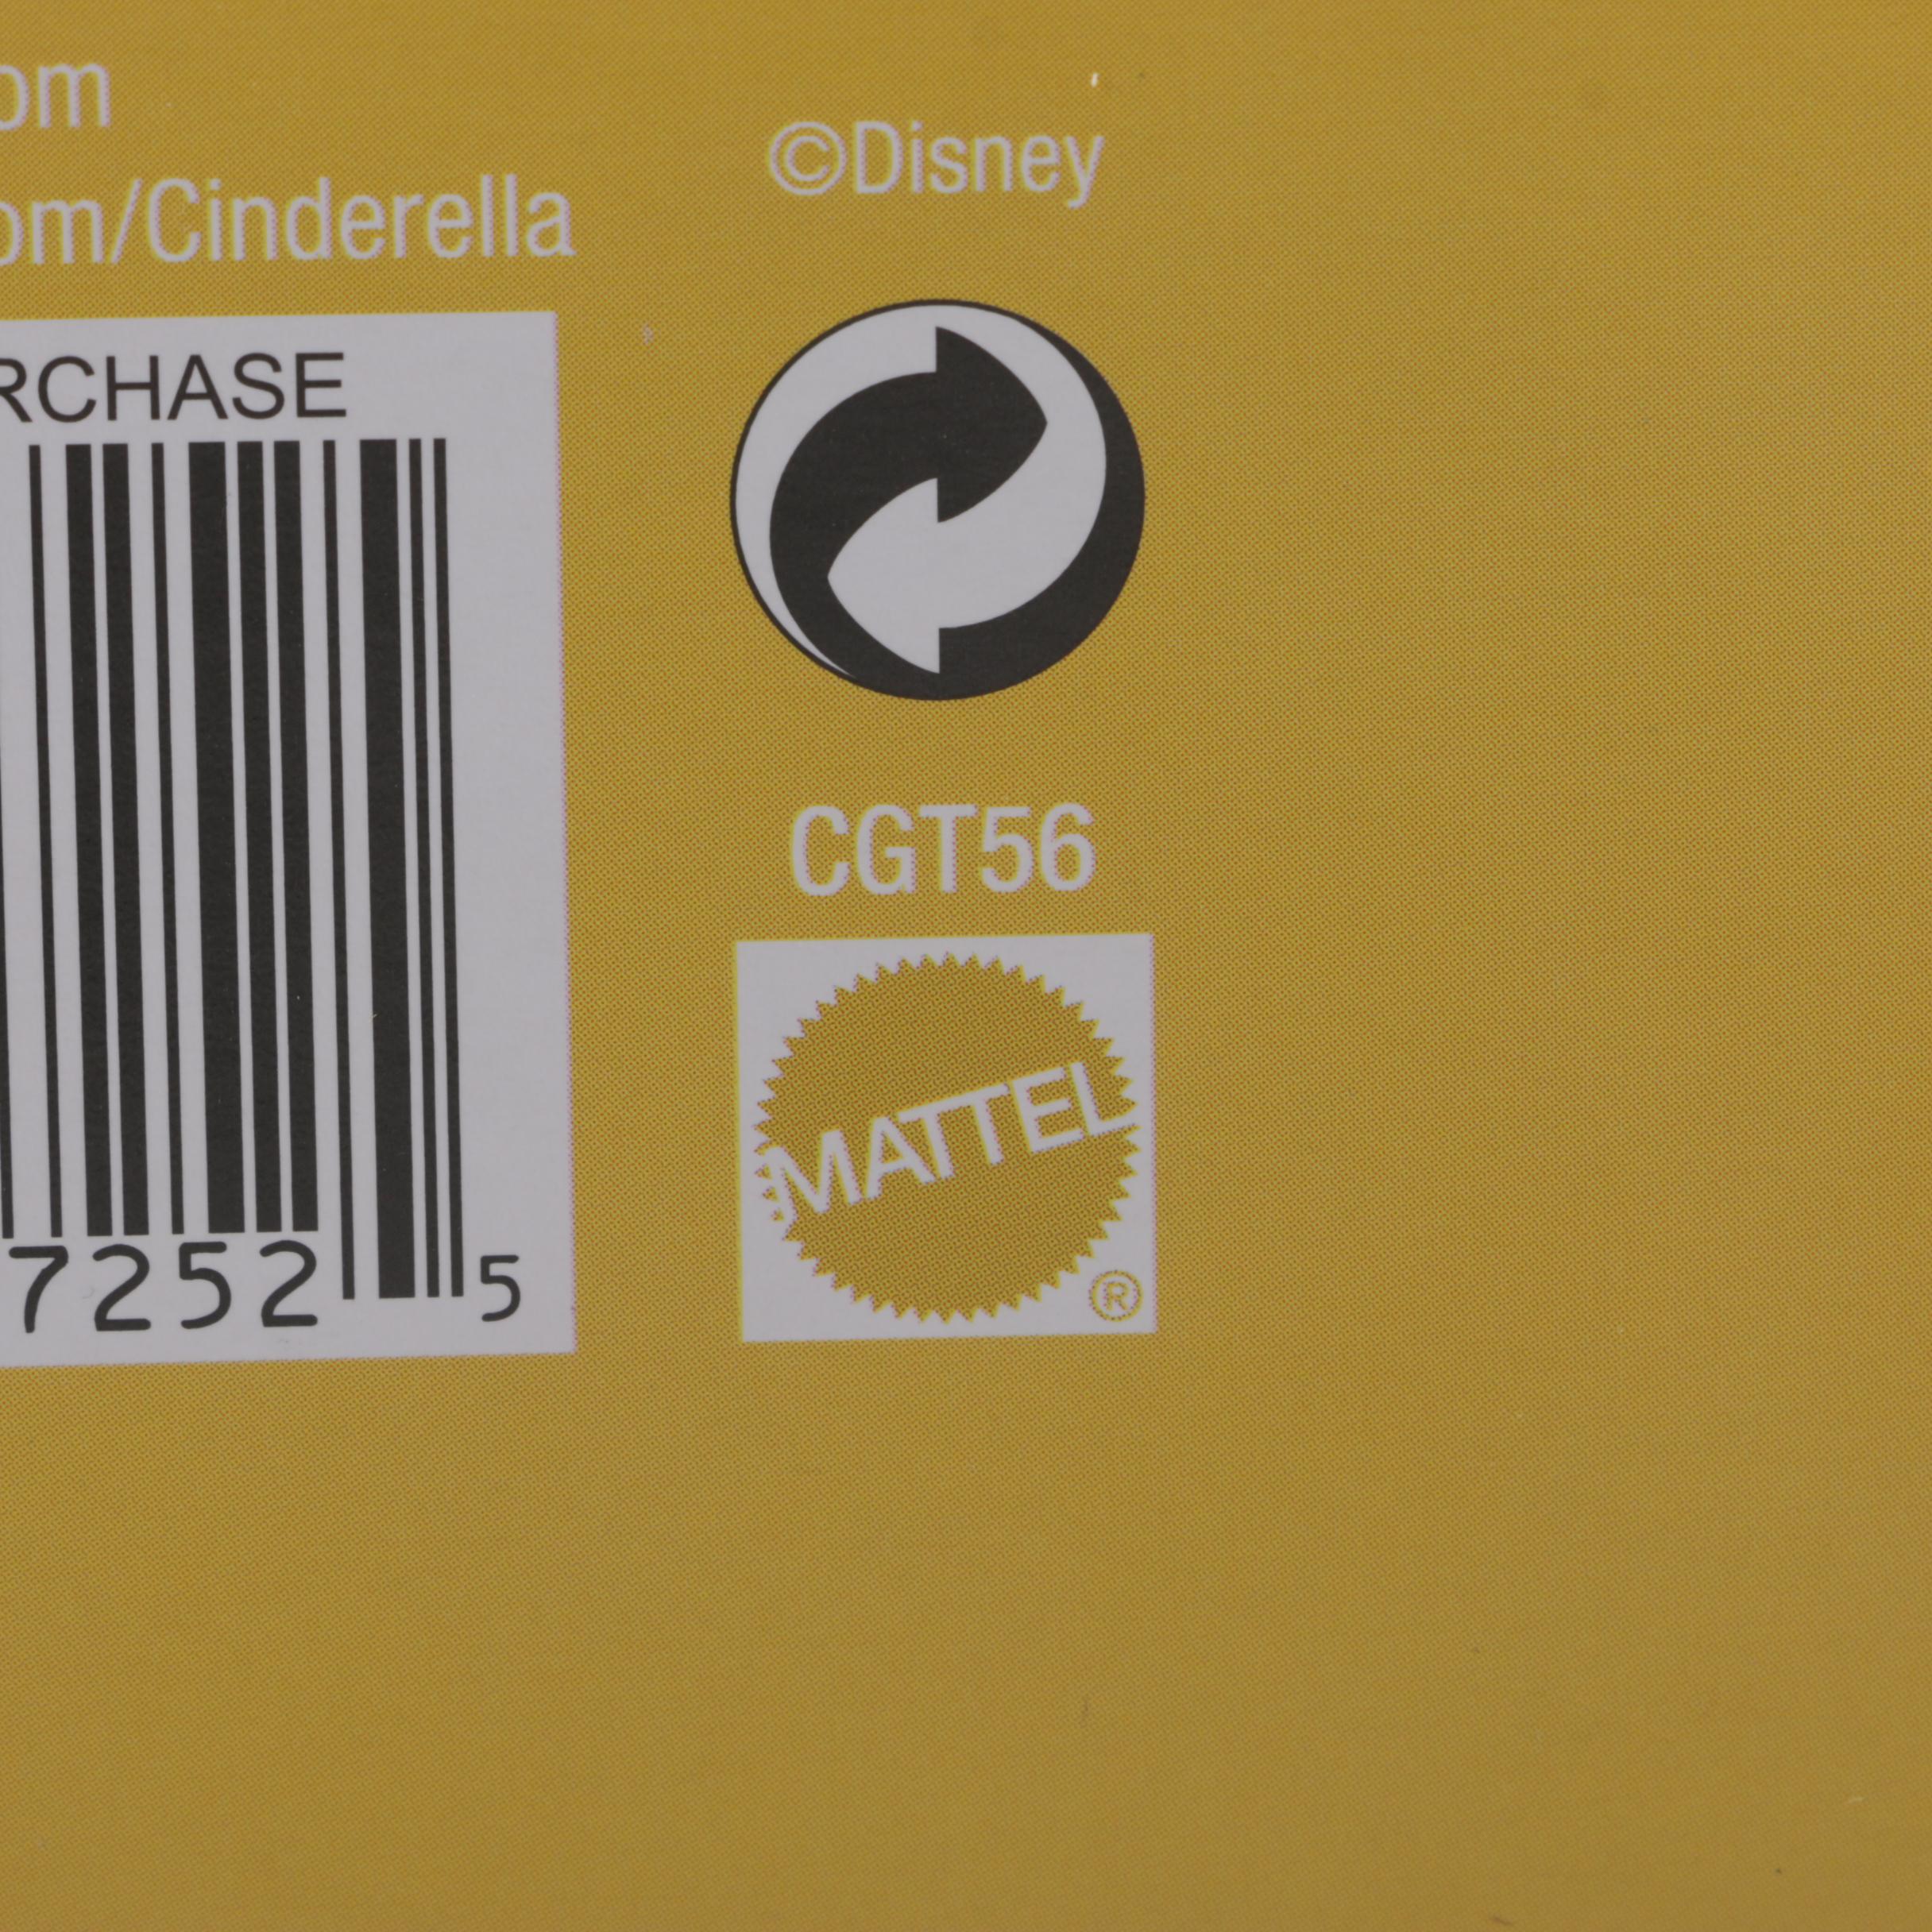 om
om/Cinderella
©Disney
RCHASE
7252 5
CGT56
MATTEL
®